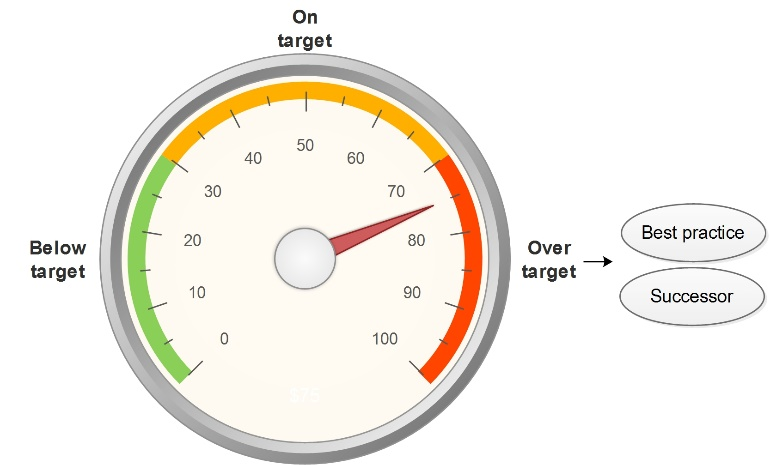 On
target
50
40
60
30
70
Below
target
20
80
Over
target
Best practice
Successor
10
90
0
100